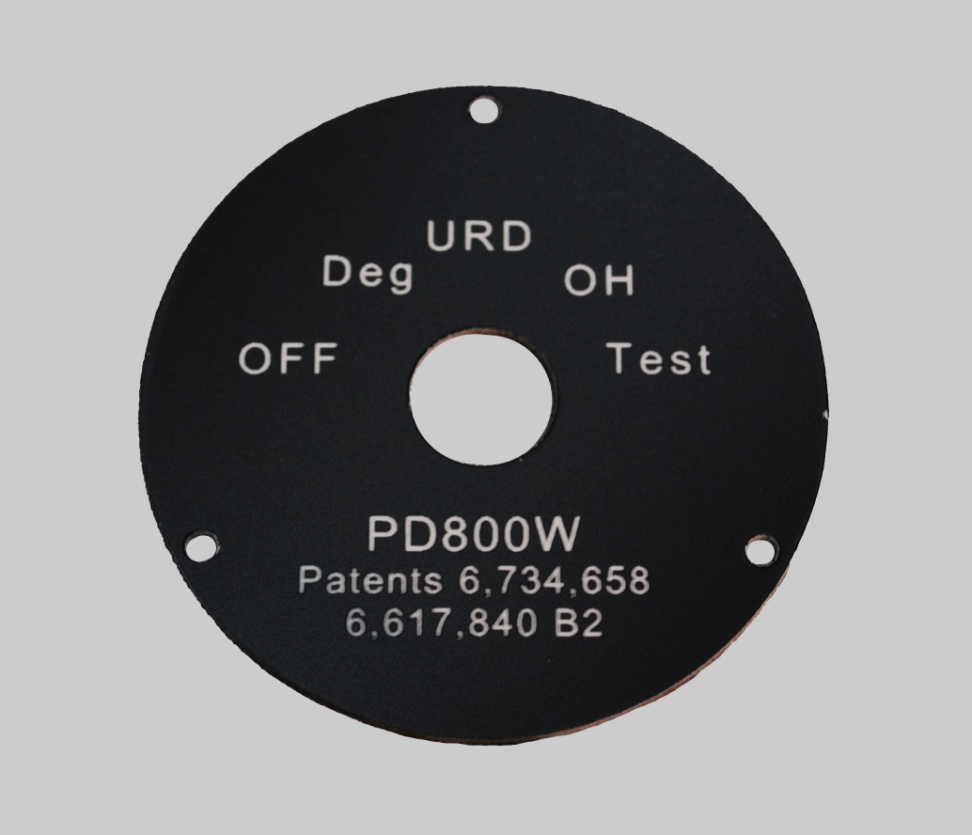 URD
Deg OH
OFF Test
PD800W
Patents 6,734,658
6,617,840 B2